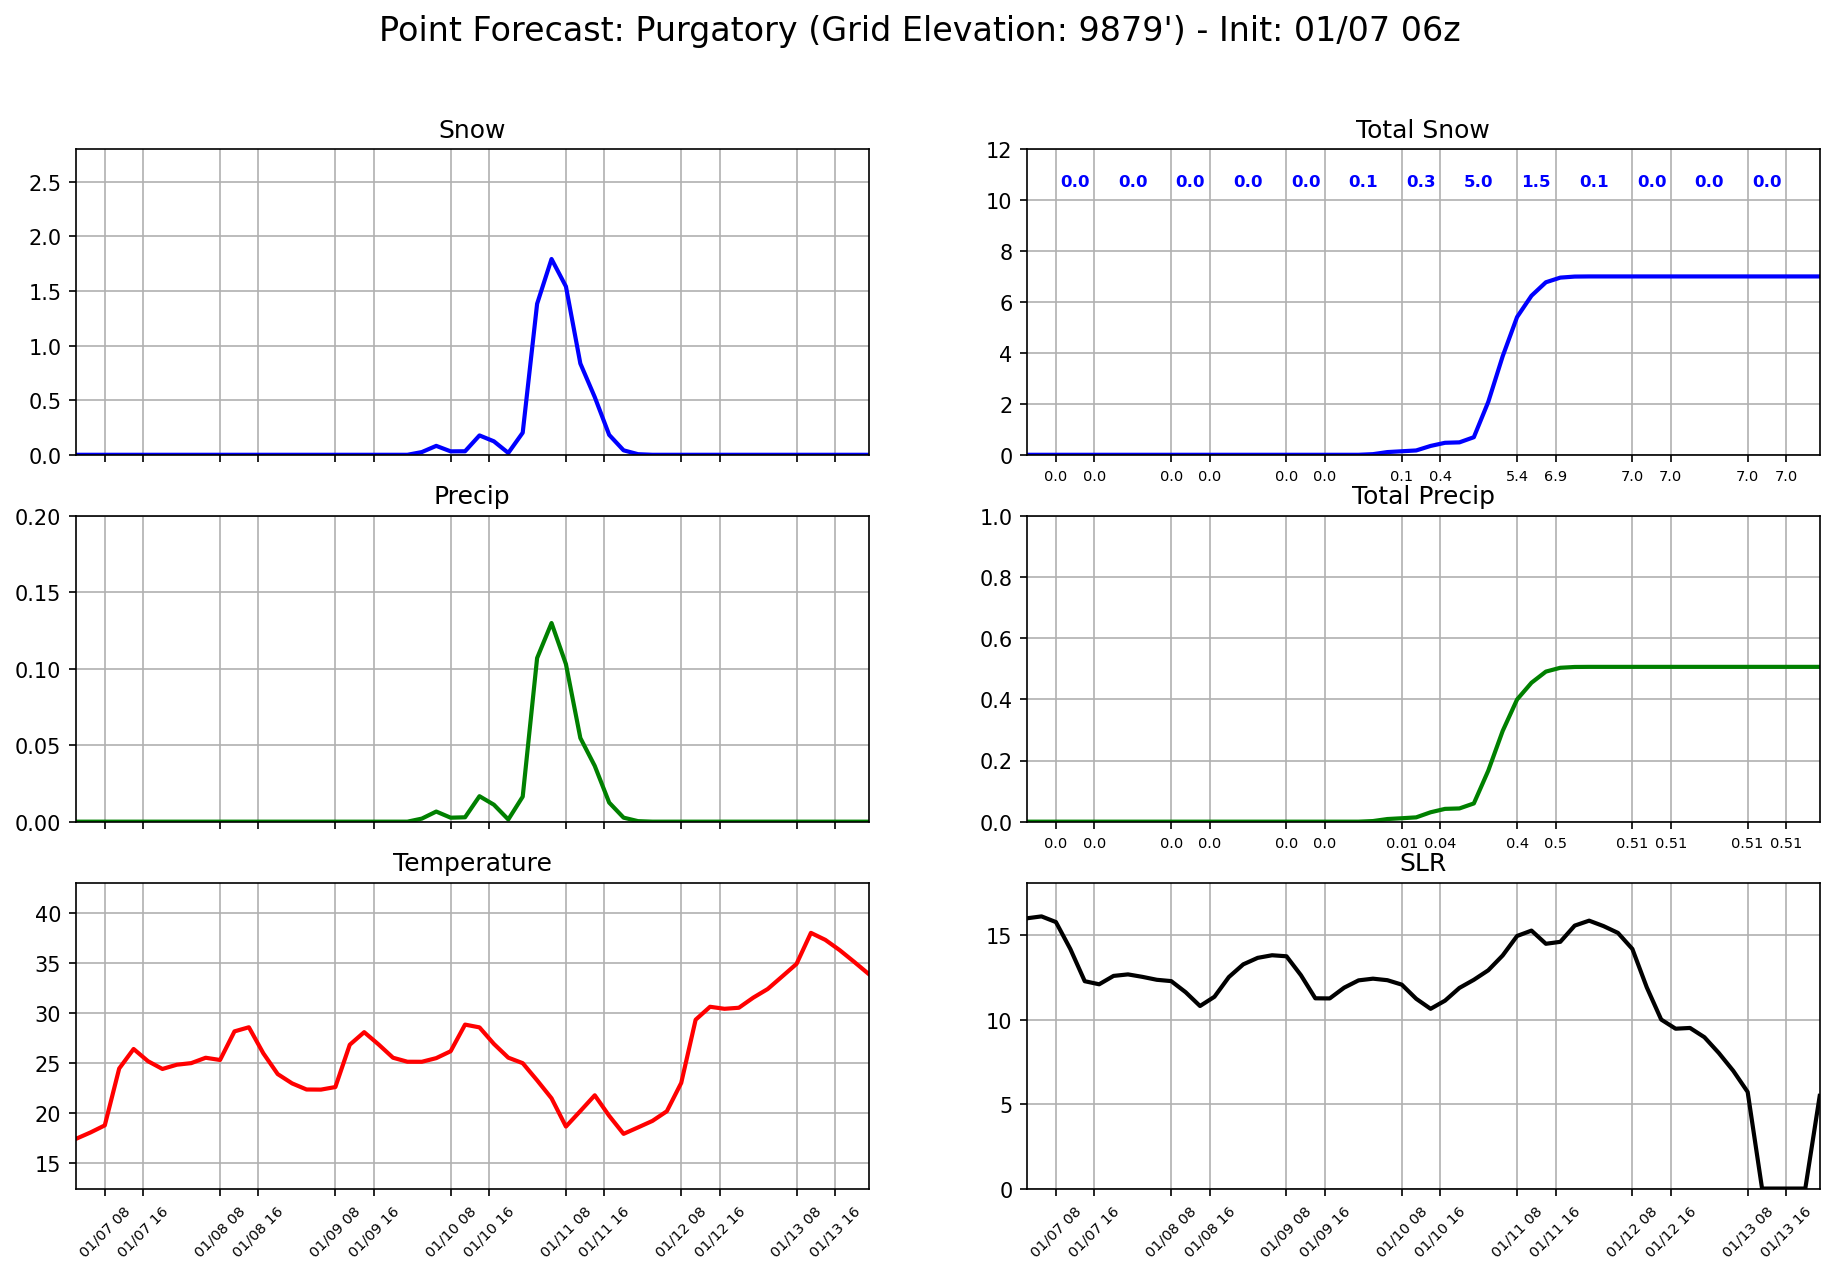 Point Forecast: Purgatory (Grid Elevation: 9879') - Init: 01/07 06z
Snow
2.5
2.0
1.5
1.0
0.5
0.0
Total Snow
12
10
8
6
4
2
0
0.0 0.0 0.0 0.0 0.0 0.1 0.3 5.0 1.5 0.1 0.0 0.0 0.0
0.0 0.0 0.0 0.0 0.0 0.0 0.1 0.4 5.4 6.9 7.0 7.0 7.0 7.0
Precip
0.20
0.15
0.10
0.05
0.00
Total Precip
1.0
0.8
0.6
0.4
0.2
0.0
0.0 0.0 0.0 0.0 0.0 0.0 0.01 0.04 0.4 0.5 0.51 0.51 0.51 0.51
Temperature
40
35
30
25
20
15
01/07 08 01/07 16 01/08 08 01/08 16 01/09 08 01/09 16 01/10 08 01/10 16 01/11 08 01/11 16 01/12 08 01/12 16 01/13 08 01/13 16
SLR
15
10
5
0
01/07 08 01/07 16 01/08 08 01/08 16 01/09 08 01/09 16 01/10 08 01/10 16 01/11 08 01/11 16 01/12 08 01/12 16 01/13 08 01/13 16